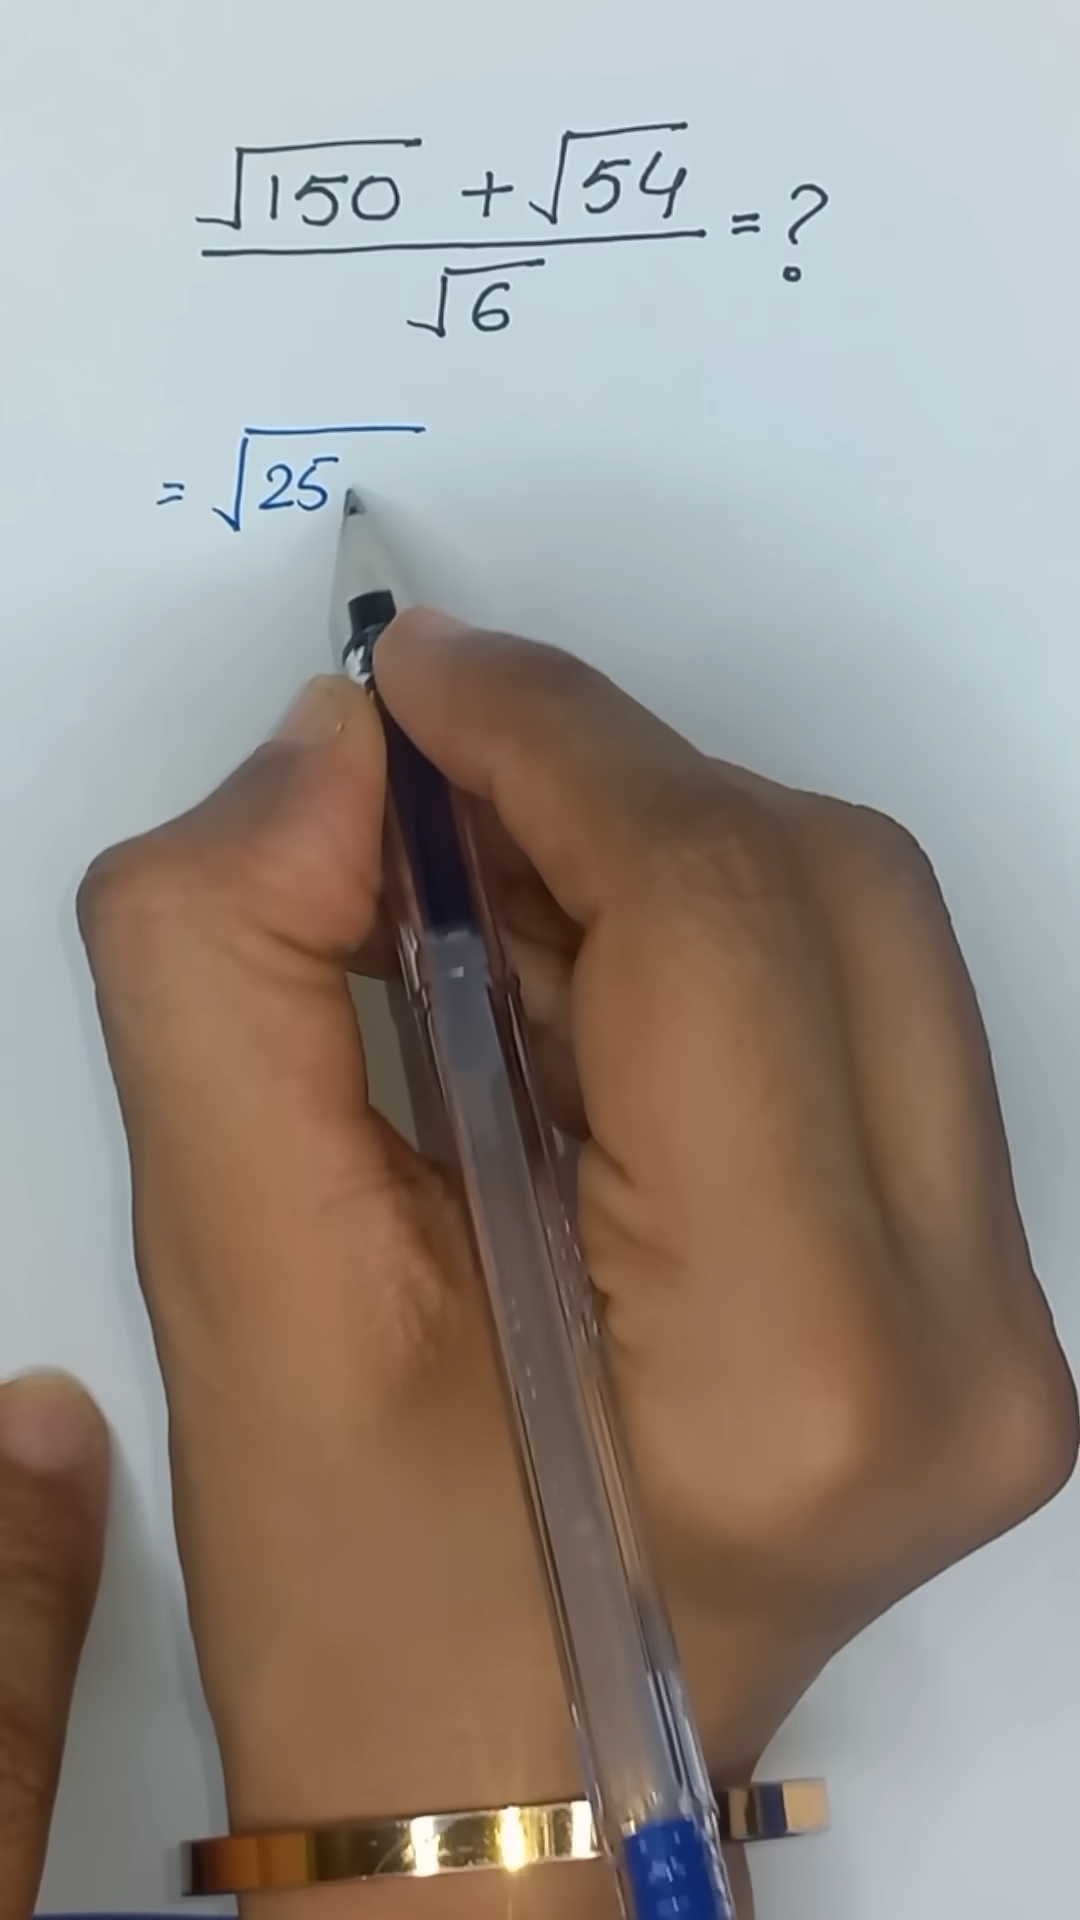 √150 + √54 = ?
√6
= √25